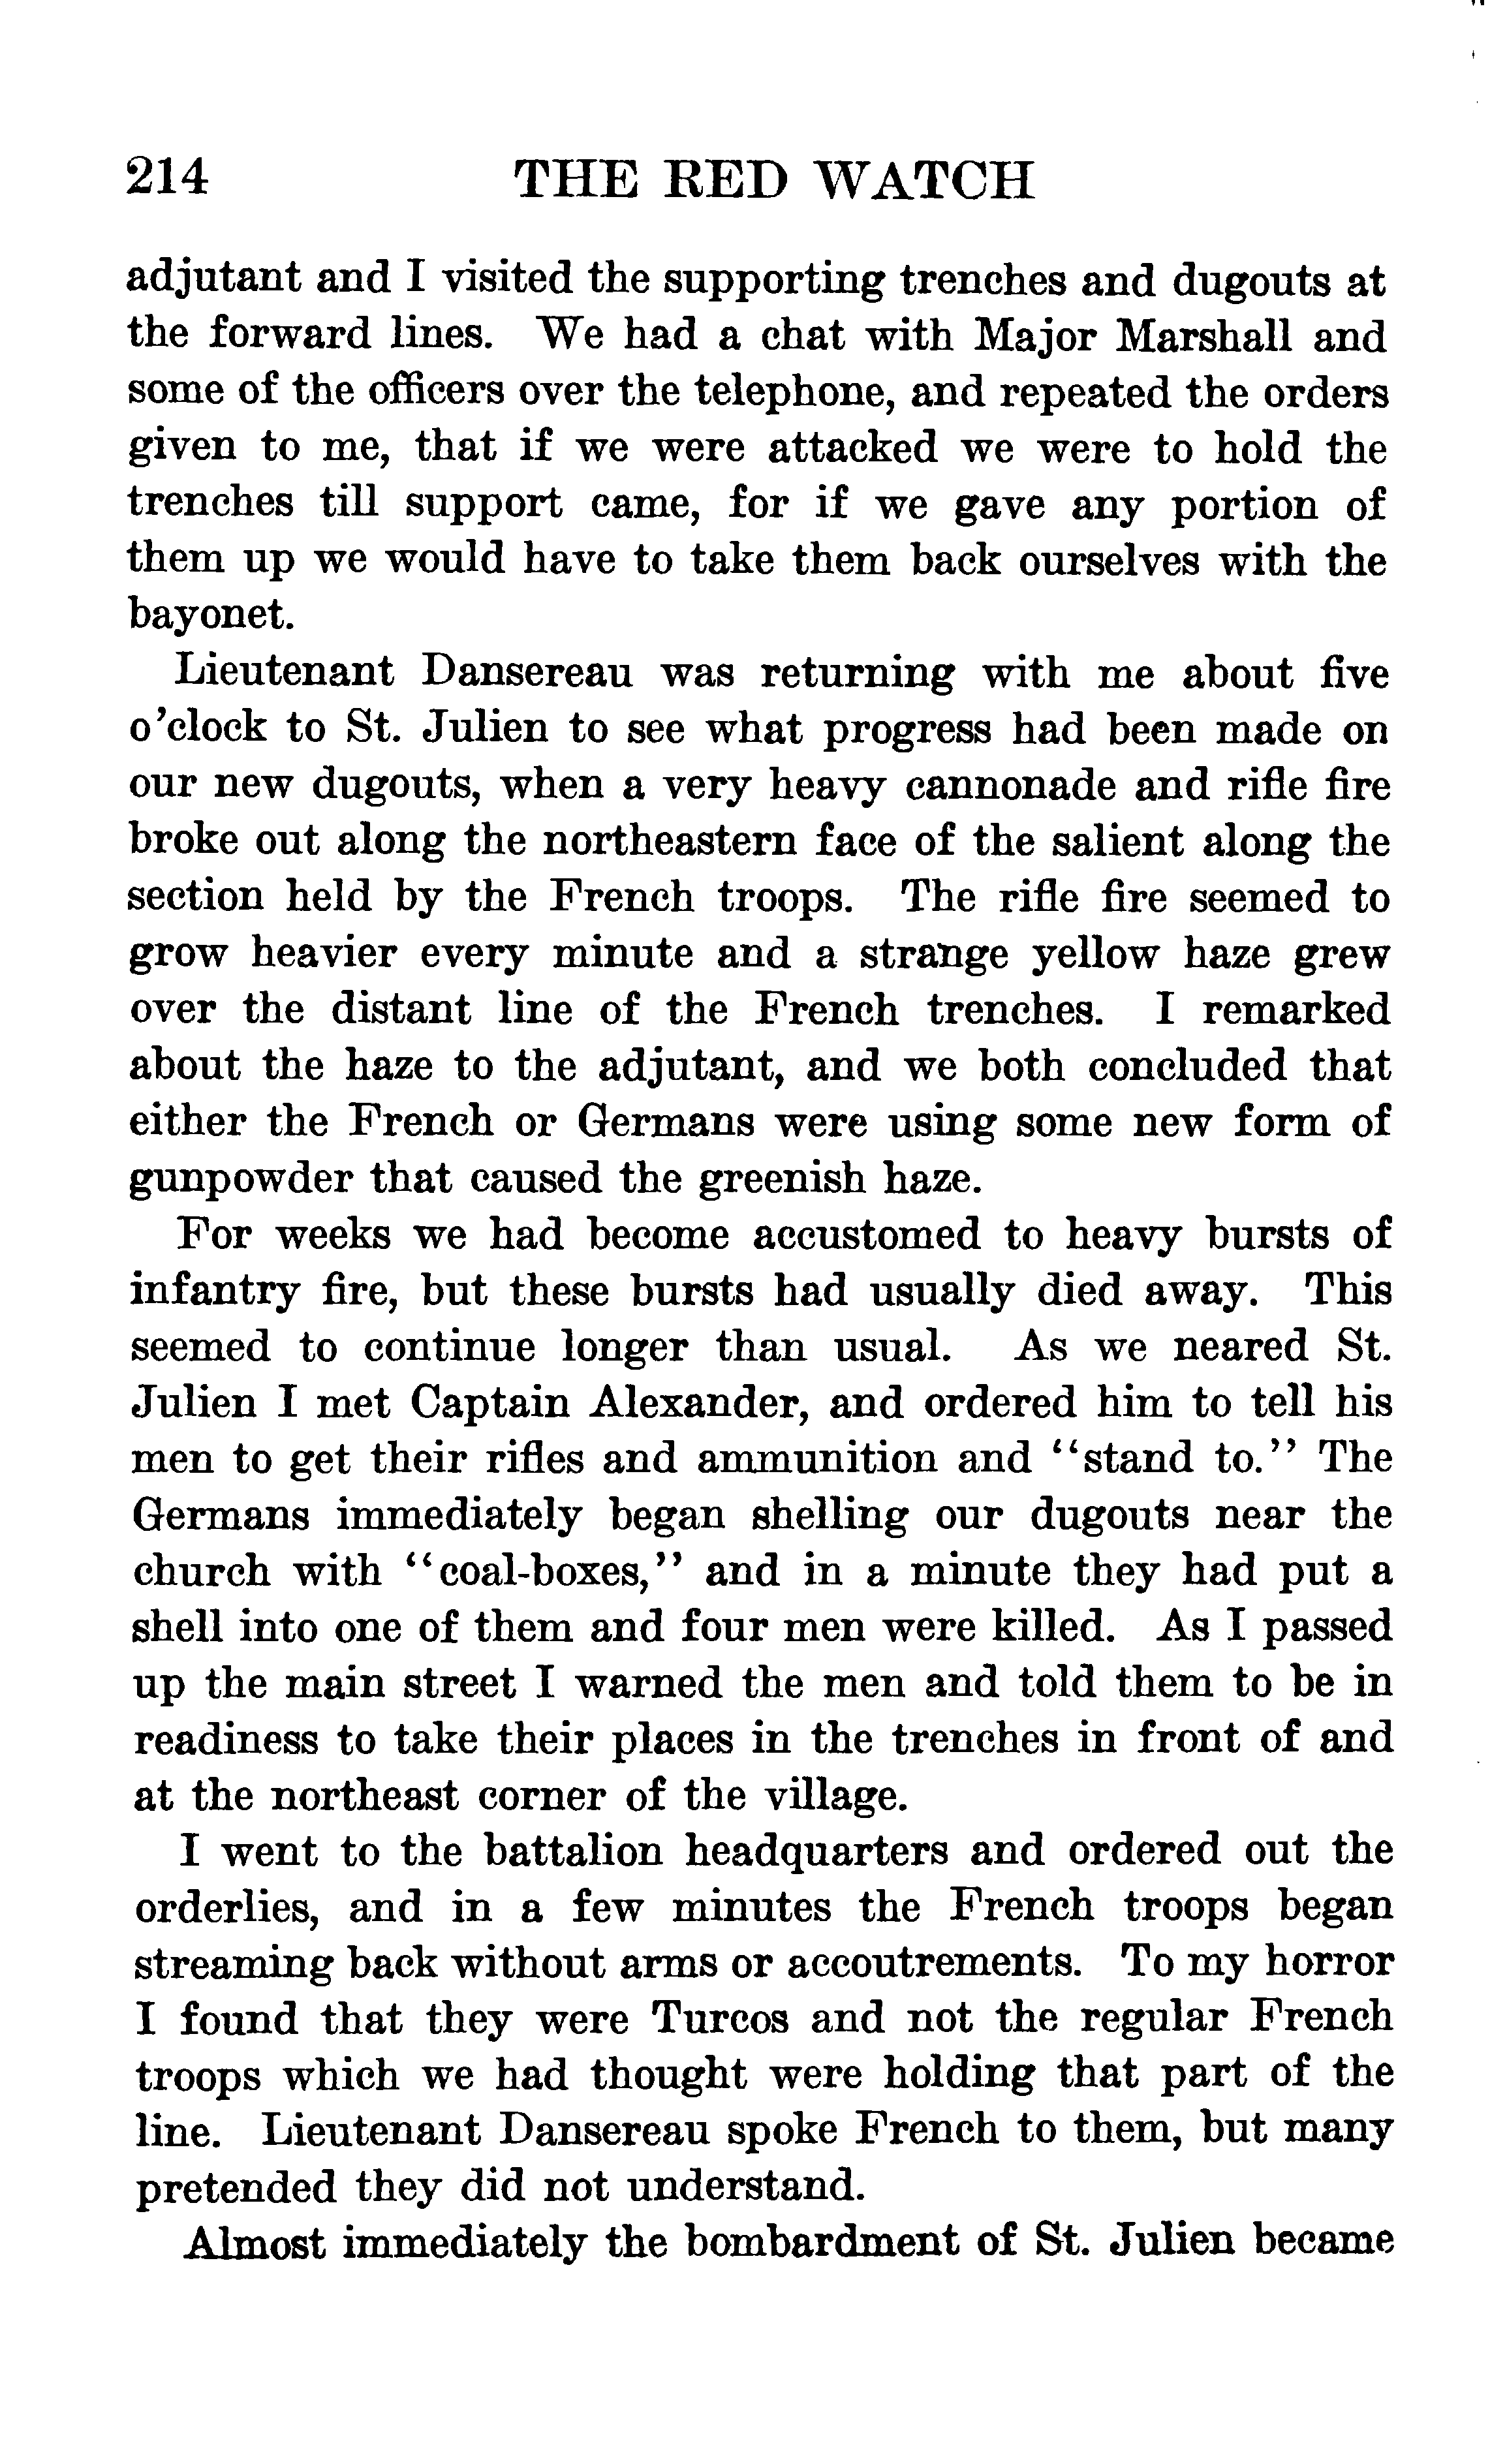 214 THE RED WATCH
adjutant and I visited the supporting trenches and dugouts at
the forward lines. We had a chat with Major Marshall and
some of the officers over the telephone, and repeated the orders
given to me, that if we were attacked we were to hold the
trenches till support came, for if we gave any portion of
them up we would have to take them back ourselves with the
bayonet.
Lieutenant Dansereau was returning with me about five
o'clock to St. Julien to see what progress had been made on
our new dugouts, when a very heavy cannonade and rifle fire
broke out along the northeastern face of the salient along the
section held by the French troops. The rifle fire seemed to
grow heavier every minute and a strange yellow haze grew
over the distant line of the French trenches. I remarked
about the haze to the adjutant, and we both concluded that
either the French or Germans were using some new form of
gunpowder that caused the greenish haze.
For weeks we had become accustomed to heavy bursts of
infantry fire, but these bursts had usually died away. This
seemed to continue longer than usual. As we neared St.
Julien I met Captain Alexander, and ordered him to tell his
men to get their rifles and ammunition and "stand to." The
Germans immediately began shelling our dugouts near the
church with "coal-boxes," and in a minute they had put a
shell into one of them and four men were killed. As I passed
up the main street I warned the men and told them to be in
readiness to take their places in the trenches in front of and
at the northeast corner of the village.
I went to the battalion headquarters and ordered out the
orderlies, and in a few minutes the French troops began
streaming back without arms or accoutrements. To my horror
I found that they were Turcos and not the regular French
troops which we had thought were holding that part of the
line. Lieutenant Dansereau spoke French to them, but many
pretended they did not understand.
Almost immediately the bombardment of St. Julien became